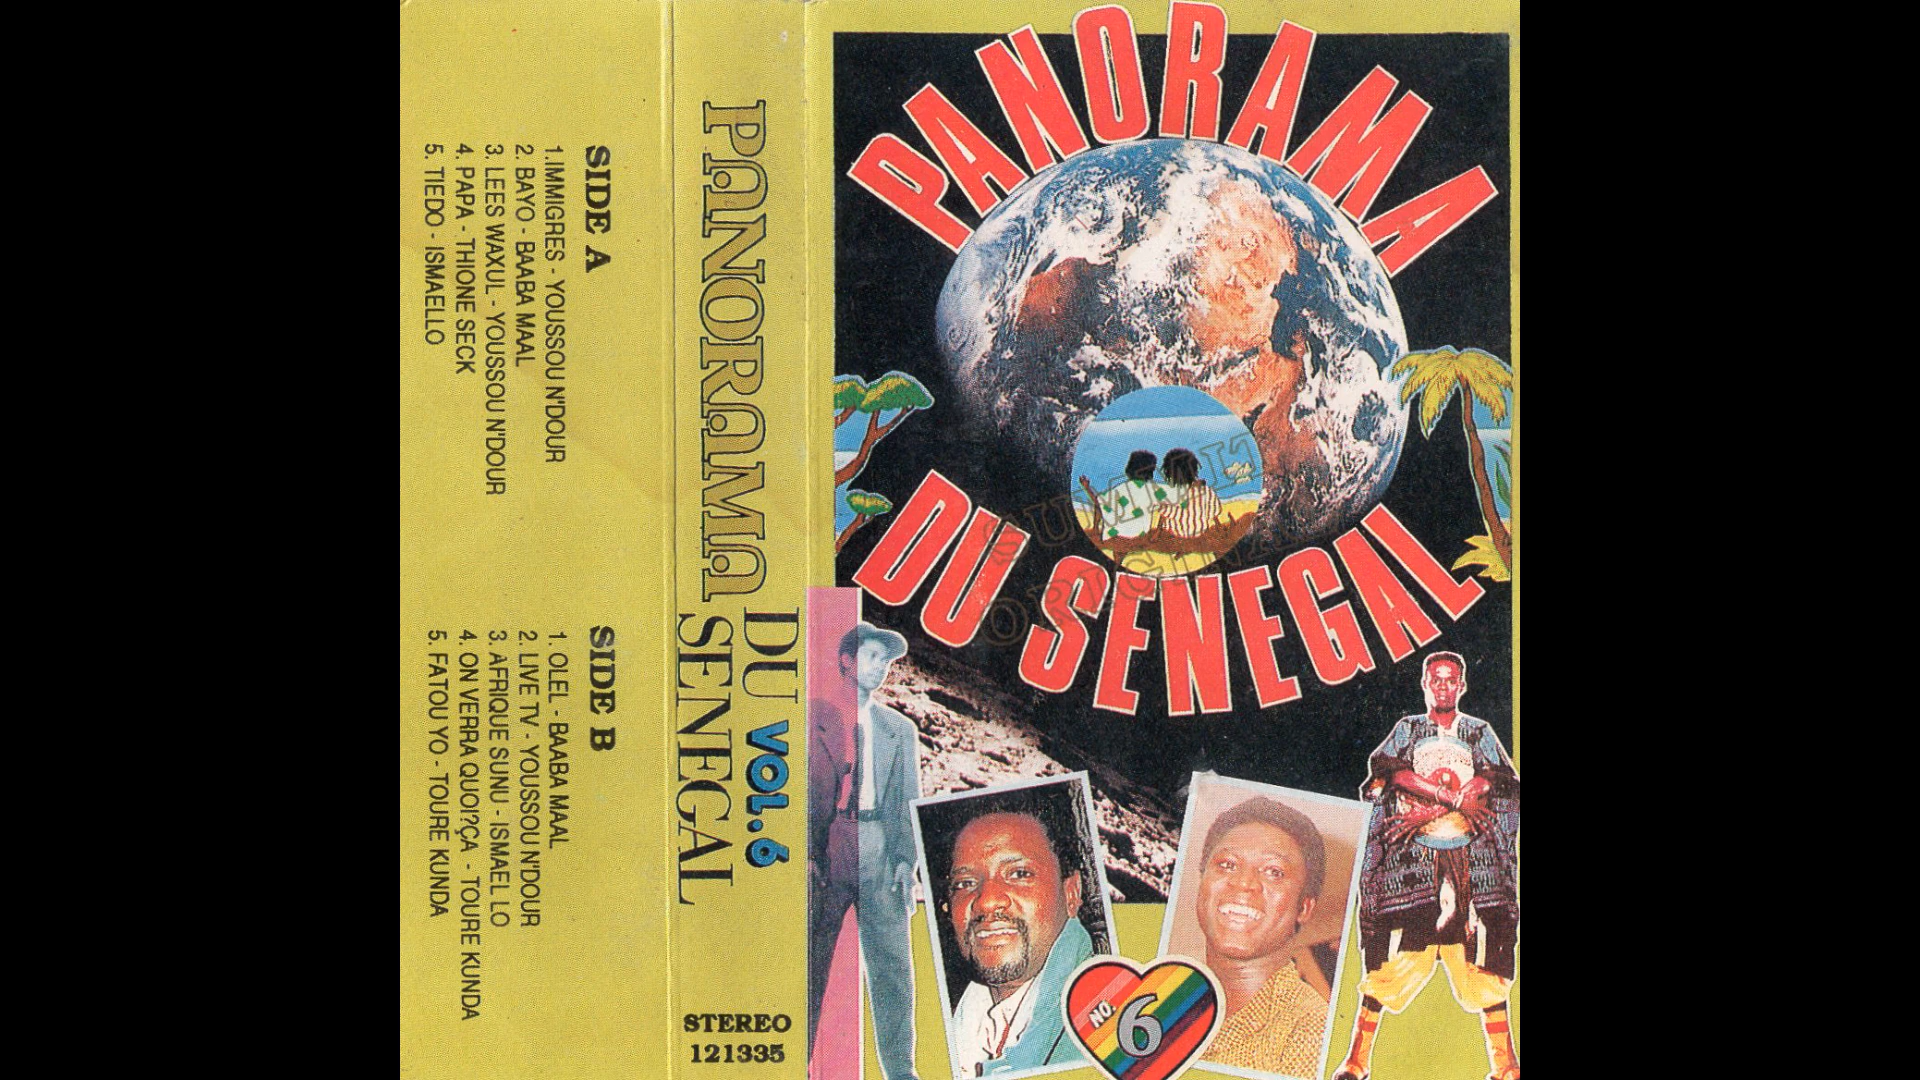 SIDE A
1.IMMIGRES - YOUSSOU N'DOUR
2. BAYO - BAABA MAAL
3. LEES WAXUL - YOUSSOU N'DOUR
4. PAPA - THIONE SECK
5. TIEDO - ISMAELLO
SIDE B
1. OLEL - BAABA MAAL
2. LIVE TV - YOUSSOU N'DOUR
3. AFRIQUE SUNU - ISMAEL LO
4. ON VERRA QUOI?ÇA - TOURE KUNDA
5. FATOU YO - TOURE KUNDA
PANORAMA
DU VOL.6
SENEGAL
STEREO
121335
PANORAMA
DU SENEGAL
SUMMIT
ORIGINAL
NO. 6